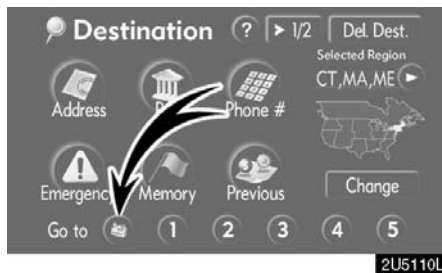 Destination ? > 1/2 Del. Dest.
Selected Region
CT,MA,ME
Address Phone #
Emergency Memory Previous Change
Go to 1 2 3 4 5
2U5110L